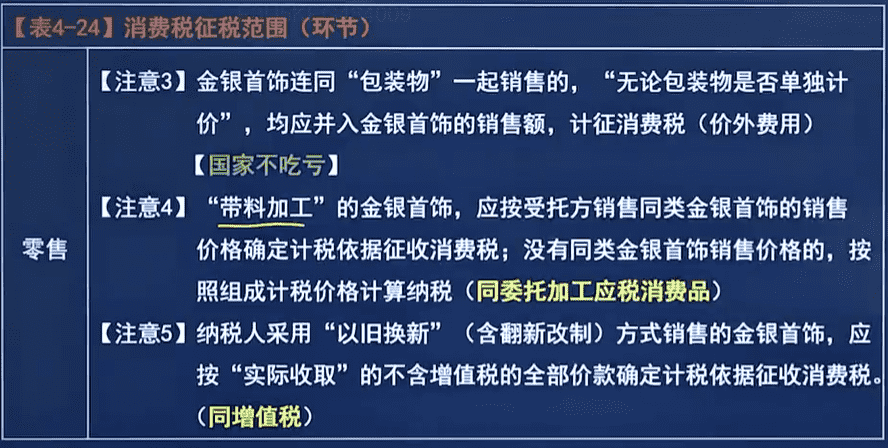 【表4-24】消费税征税范围（环节）
【注意3】金银首饰连同“包装物”一起销售的，“无论包装物是否单独计
价”，均应并入金银首饰的销售额，计征消费税（价外费用）
【国家不吃亏】
【注意4】“带料加工”的金银首饰，应按受托方销售同类金银首饰的销售
零售
价格确定计税依据征收消费税；没有同类金银首饰销售价格的，按
照组成计税价格计算纳税（同委托加工应税消费品）
【注意5】纳税人采用“以旧换新”（含翻新改制）方式销售的金银首饰，应
按“实际收取”的不含增值税的全部价款确定计税依据征收消费税。
（同增值税）